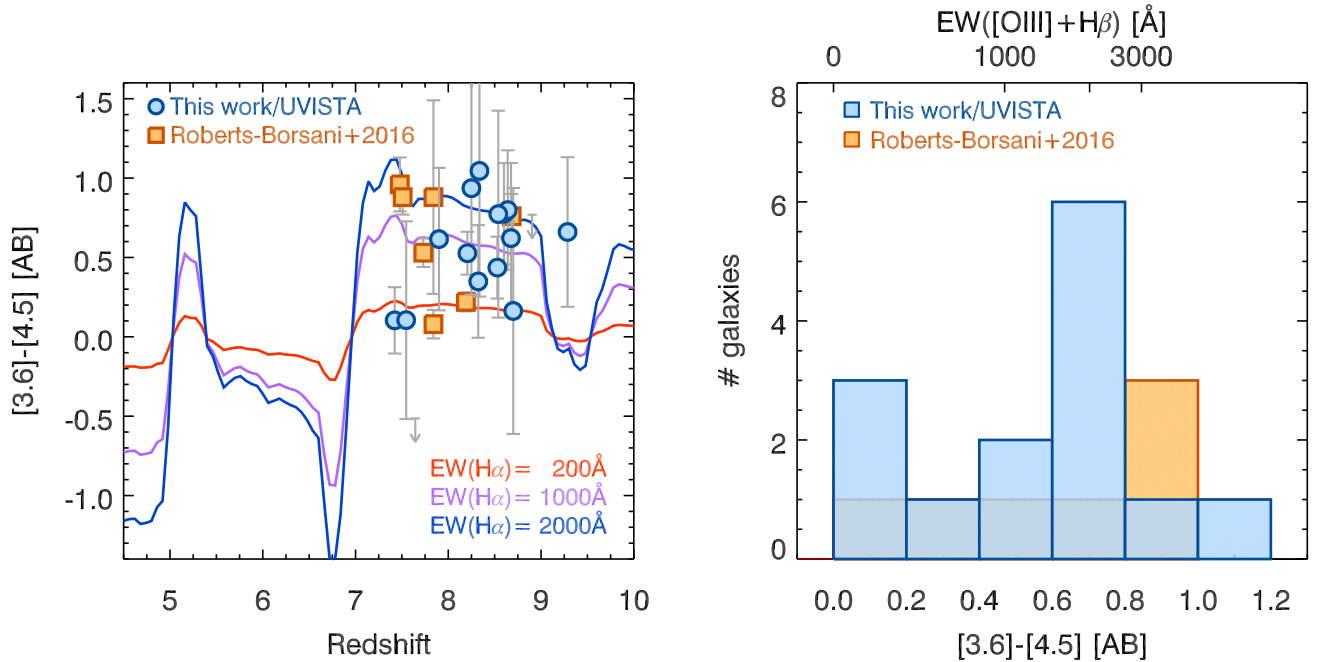 EW([OIII]+Hβ) [Å]
0 1000 3000
This work/UVISTA
Roberts-Borsani+2016
1.5
1.0
0.5
0.0
-0.5
-1.0
[3.6]-[4.5] [AB]
EW(Hα)= 200Å
EW(Hα)= 1000Å
EW(Hα)= 2000Å
5 6 7 8 9 10
Redshift
This work/UVISTA
Roberts-Borsani+2016
8
6
4
2
0
# galaxies
0.0 0.2 0.4 0.6 0.8 1.0 1.2
[3.6]-[4.5] [AB]